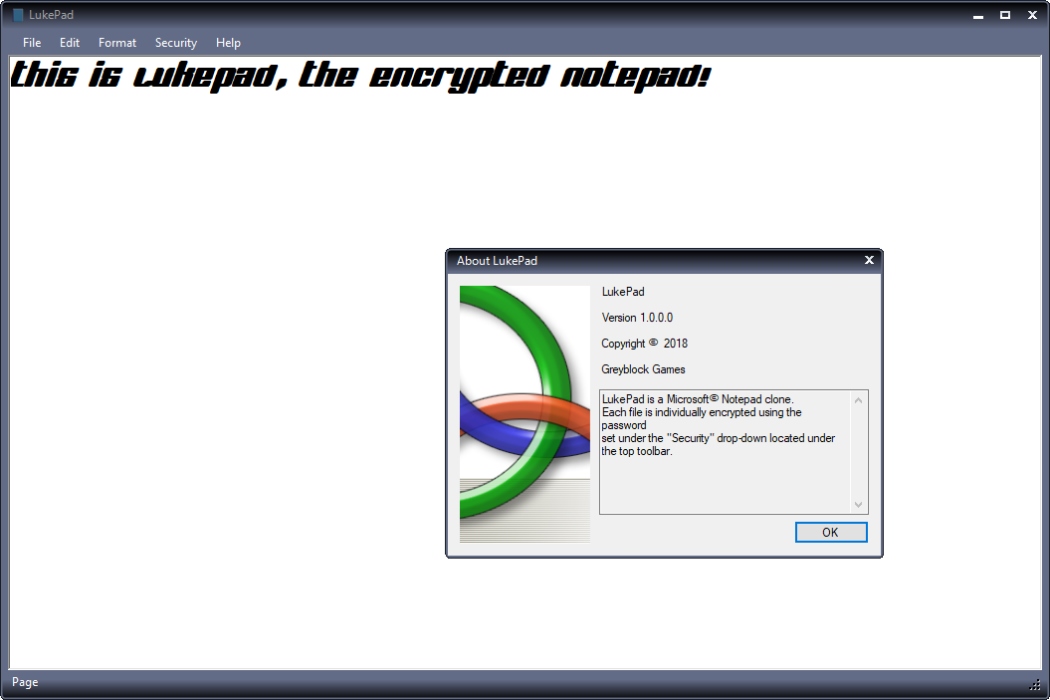 LukePad
File Edit Format Security Help
this is Lukepad, the encrypted notepad!
About LukePad
LukePad
Version 1.0.0.0
Copyright © 2018
Greyblock Games
LukePad is a Microsoft® Notepad clone.
Each file is individually encrypted using the
password
set under the "Security" drop-down located under
the top toolbar.
OK
Page